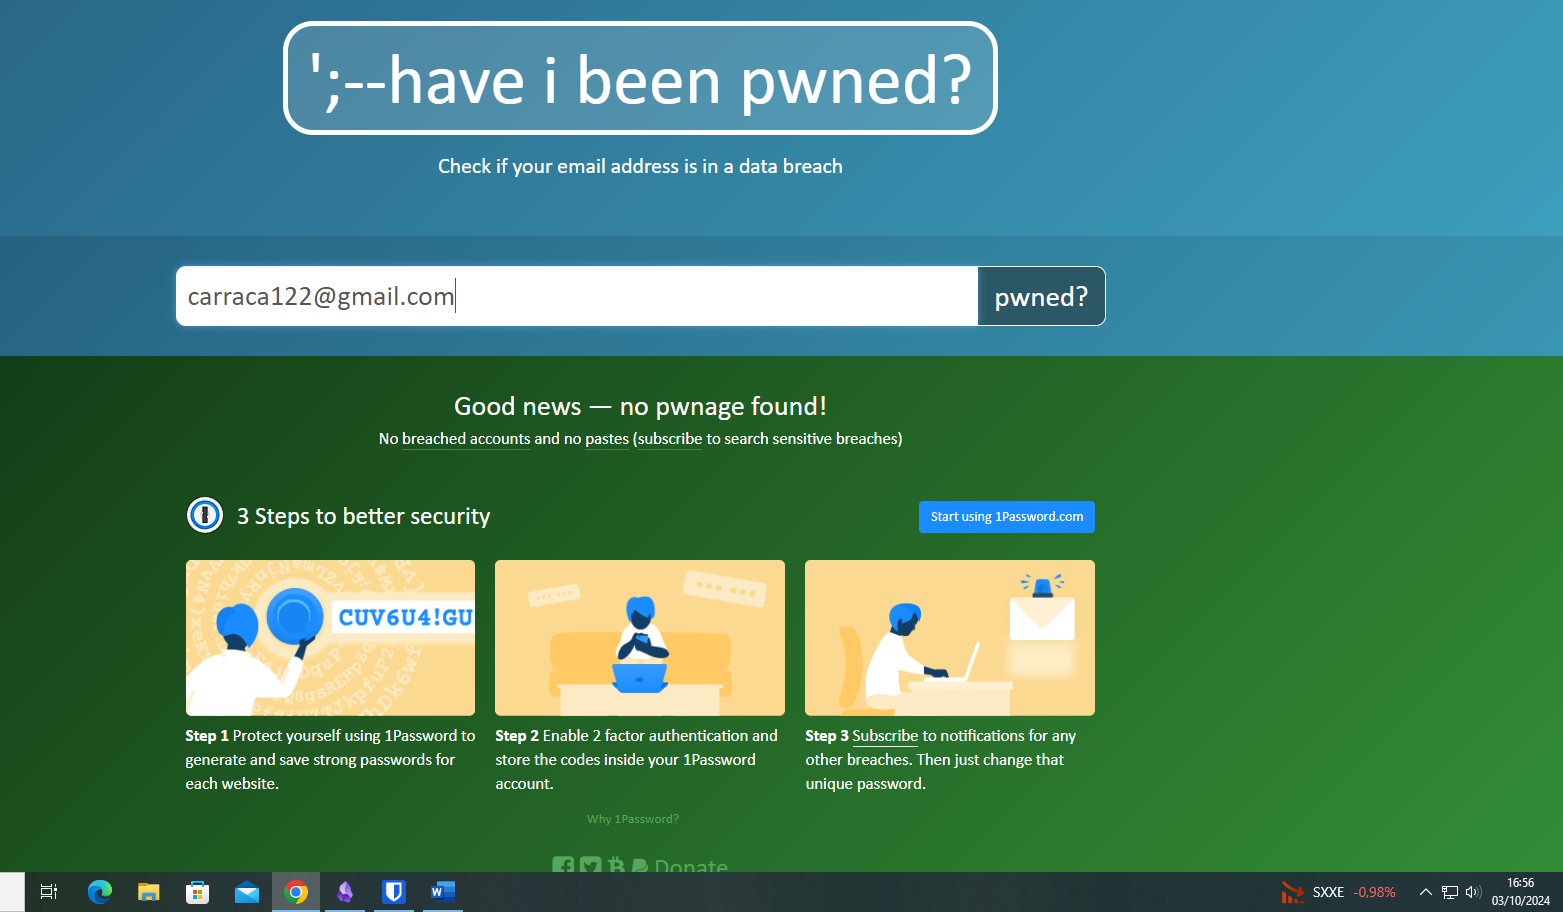 ';--have i been pwned?
Check if your email address is in a data breach
carraca122@gmail.com
pwned?
Good news — no pwnage found!
No breached accounts and no pastes (subscribe to search sensitive breaches)
3 Steps to better security
Start using 1Password.com
CUV6U4!GU
Step 1 Protect yourself using 1Password to
generate and save strong passwords for
each website.
Step 2 Enable 2 factor authentication and
store the codes inside your 1Password
account.
Step 3 Subscribe to notifications for any
other breaches. Then just change that
unique password.
Why 1Password?
Donate
SXXE -0,98%
16:56
03/10/2024